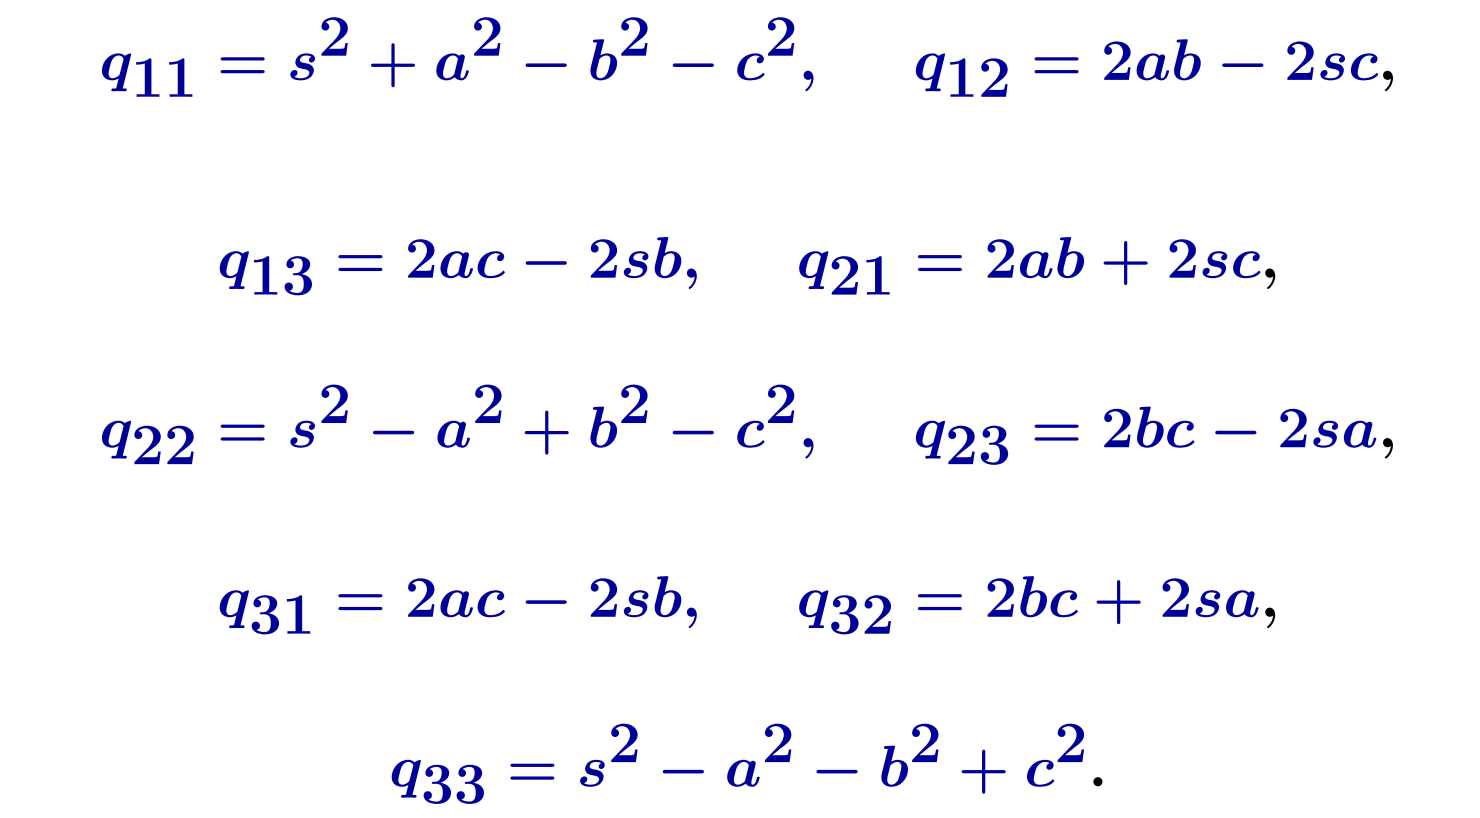 q₁₁ = s² + a² − b² − c², q₁₂ = 2ab − 2sc,
q₁₃ = 2ac − 2sb, q₂₁ = 2ab + 2sc,
q₂₂ = s² − a² + b² − c², q₂₃ = 2bc − 2sa,
q₃₁ = 2ac − 2sb, q₃₂ = 2bc + 2sa,
q₃₃ = s² − a² − b² + c².